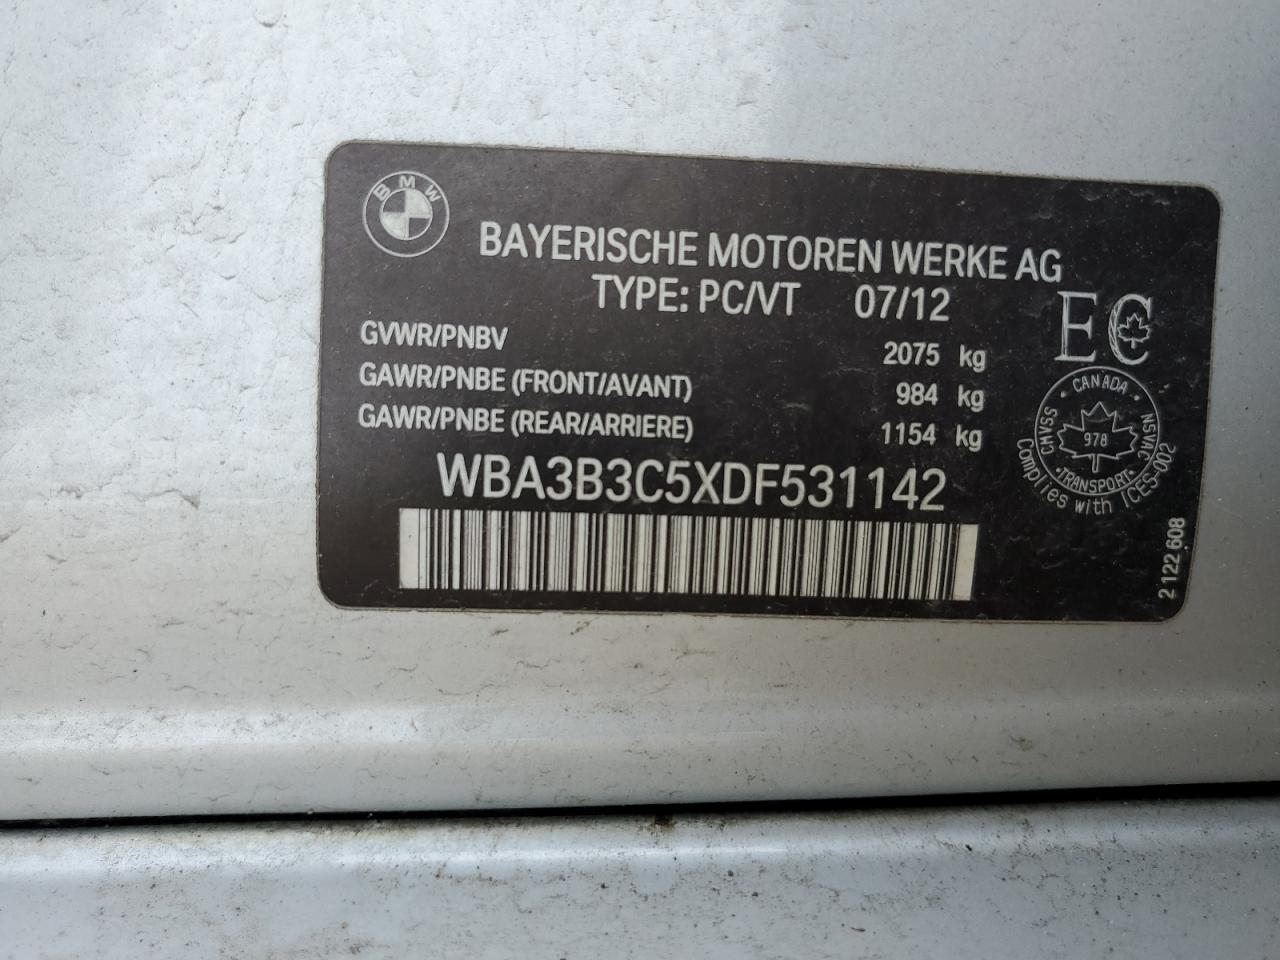 BMW
BAYERISCHE MOTOREN WERKE AG
TYPE: PC/VT 07/12
EC
GVWR/PNBV 2075 kg
GAWR/PNBE (FRONT/AVANT) 984 kg
GAWR/PNBE (REAR/ARRIERE) 1154 kg
CANADA
CMVSS
NSVAC
978
TRANSPORT
Complies with ICES-002
WBA3B3C5XDF531142
2 122 608